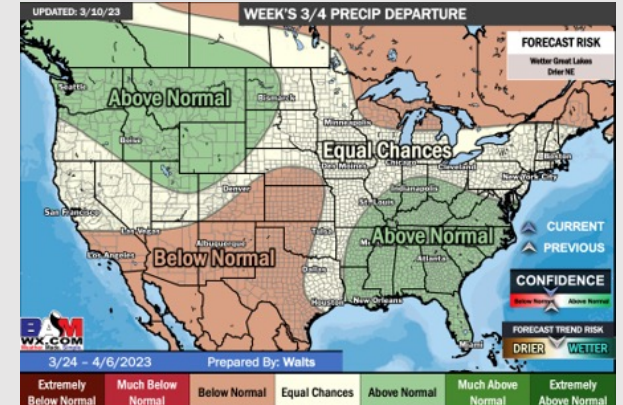 UPDATED: 3/10/23
WEEK'S 3/4 PRECIP DEPARTURE
FORECAST RISK
Wetter Great Lakes
Drier NE
Seattle
Above Normal
Bismarck
Minneapolis
Boise
Equal Chances
Des Moines
Chicago
Cleveland
Boston
New York City
Denver
Indianapolis
St. Louis
San Francisco
Las Vegas
CURRENT
PREVIOUS
Los Angeles
Albuquerque
Below Normal
Tulsa
Above Normal
Atlanta
Dallas
CONFIDENCE
Below Normal
Above Normal
Houston
New Orleans
FORECAST TREND RISK
DRIER
WETTER
Miami
BAM
WX.COM
3/24 – 4/6/2023
Prepared By: Walts
Extremely
Below Normal
Much Below
Normal
Below Normal
Equal Chances
Above Normal
Much Above
Normal
Extremely
Above Normal